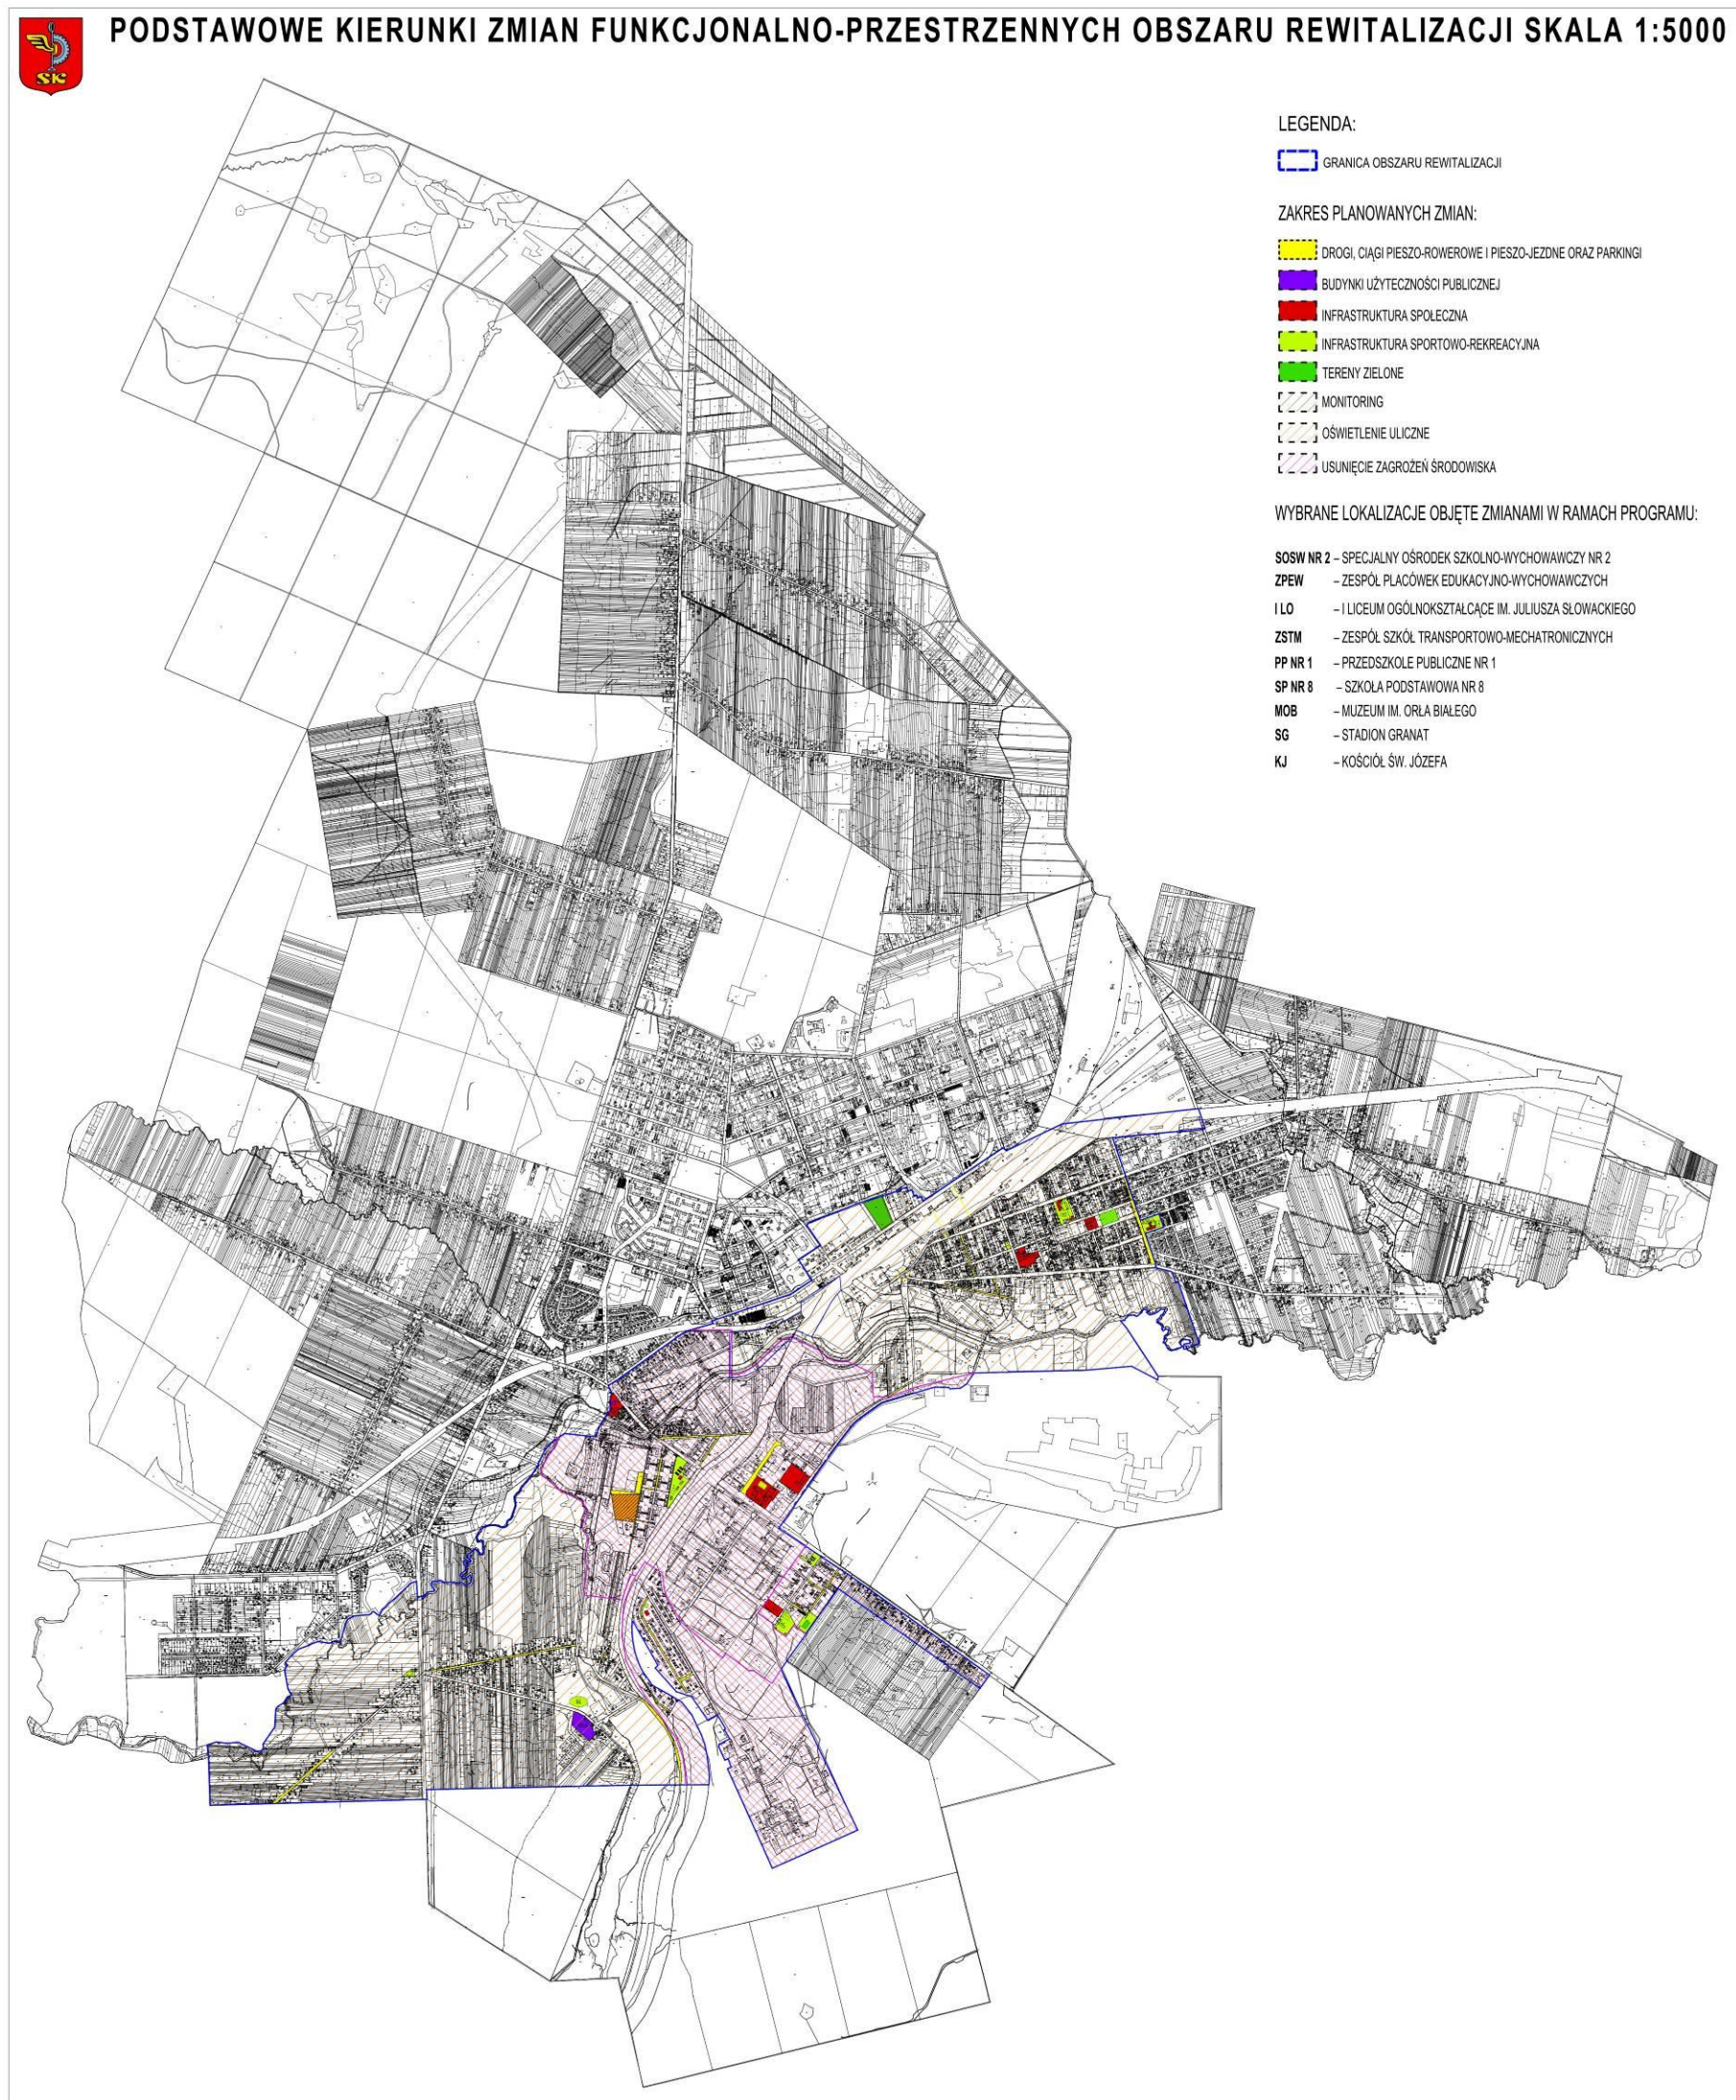 PODSTAWOWE KIERUNKI ZMIAN FUNKCJONALNO-PRZESTRZENNYCH OBSZARU REWITALIZACJI SKALA 1:5000
SK
LEGENDA:
GRANICA OBSZARU REWITALIZACJI
ZAKRES PLANOWANYCH ZMIAN:
DROGI, CIĄGI PIESZO-ROWEROWE I PIESZO-JEZDNE ORAZ PARKINGI
BUDYNKI UŻYTECZNOŚCI PUBLICZNEJ
INFRASTRUKTURA SPOŁECZNA
INFRASTRUKTURA SPORTOWO-REKREACYJNA
TERENY ZIELONE
MONITORING
OŚWIETLENIE ULICZNE
USUNIĘCIE ZAGROŻEŃ ŚRODOWISKA
WYBRANE LOKALIZACJE OBJĘTE ZMIANAMI W RAMACH PROGRAMU:
SOSW NR 2 – SPECJALNY OŚRODEK SZKOLNO-WYCHOWAWCZY NR 2
ZPEW – ZESPÓŁ PLACÓWEK EDUKACYJNO-WYCHOWAWCZYCH
I LO – I LICEUM OGÓLNOKSZTAŁCĄCE IM. JULIUSZA SŁOWACKIEGO
ZSTM – ZESPÓŁ SZKÓŁ TRANSPORTOWO-MECHATRONICZNYCH
PP NR 1 – PRZEDSZKOLE PUBLICZNE NR 1
SP NR 8 – SZKOŁA PODSTAWOWA NR 8
MOB – MUZEUM IM. ORŁA BIAŁEGO
SG – STADION GRANAT
KJ – KOŚCIÓŁ ŚW. JÓZEFA